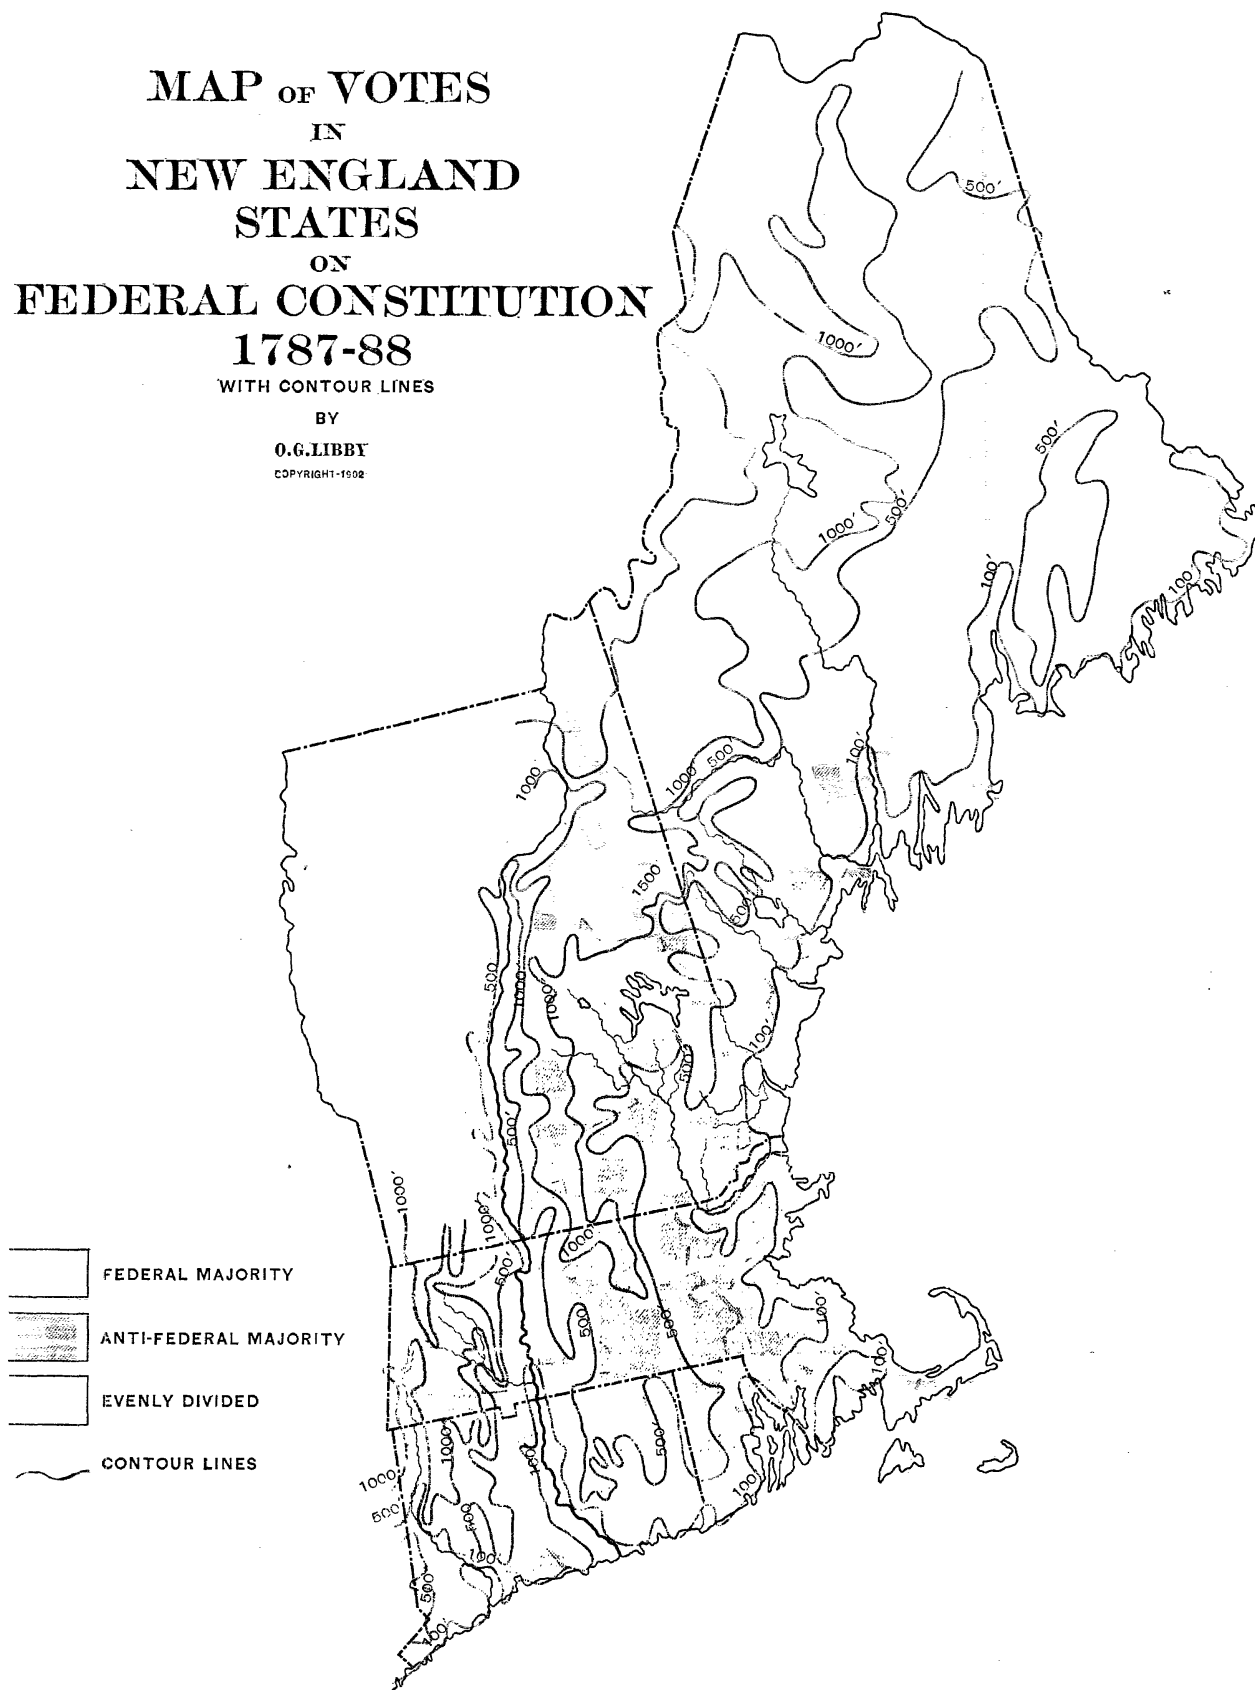 MAP OF VOTES
IN
NEW ENGLAND
STATES
ON
FEDERAL CONSTITUTION
1787-88
WITH CONTOUR LINES
BY
O.G.LIBBY
COPYRIGHT-1902
500'
1000'
500'
1000'
500'
100'
100
1000'
500'
100'
1000
1500
500'
500
1000
1000'
100'
500'
500'
1000'
1000'
1000'
500'
500'
500'
100'
100'
FEDERAL MAJORITY
ANTI-FEDERAL MAJORITY
EVENLY DIVIDED
CONTOUR LINES
1000'
500'
1000'
500
100'
100'
500'
100'
500'
100'